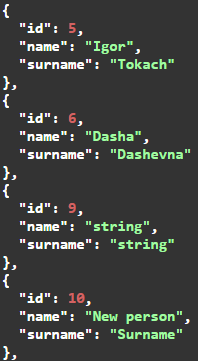 {
  "id": 5,
  "name": "Igor",
  "surname": "Tokach"
},
{
  "id": 6,
  "name": "Dasha",
  "surname": "Dashevna"
},
{
  "id": 9,
  "name": "string",
  "surname": "string"
},
{
  "id": 10,
  "name": "New person",
  "surname": "Surname"
},